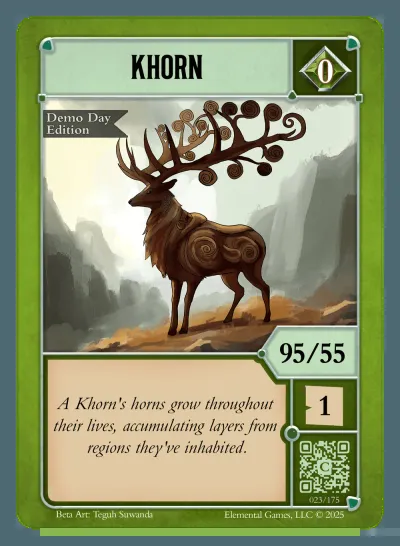 KHORN
0
Demo Day
Edition
95/55
A Khorn's horns grow throughout
their lives, accumulating layers from
regions they've inhabited.
1
C
023/175
Beta Art: Teguh Suwanda
Elemental Games, LLC © 2025